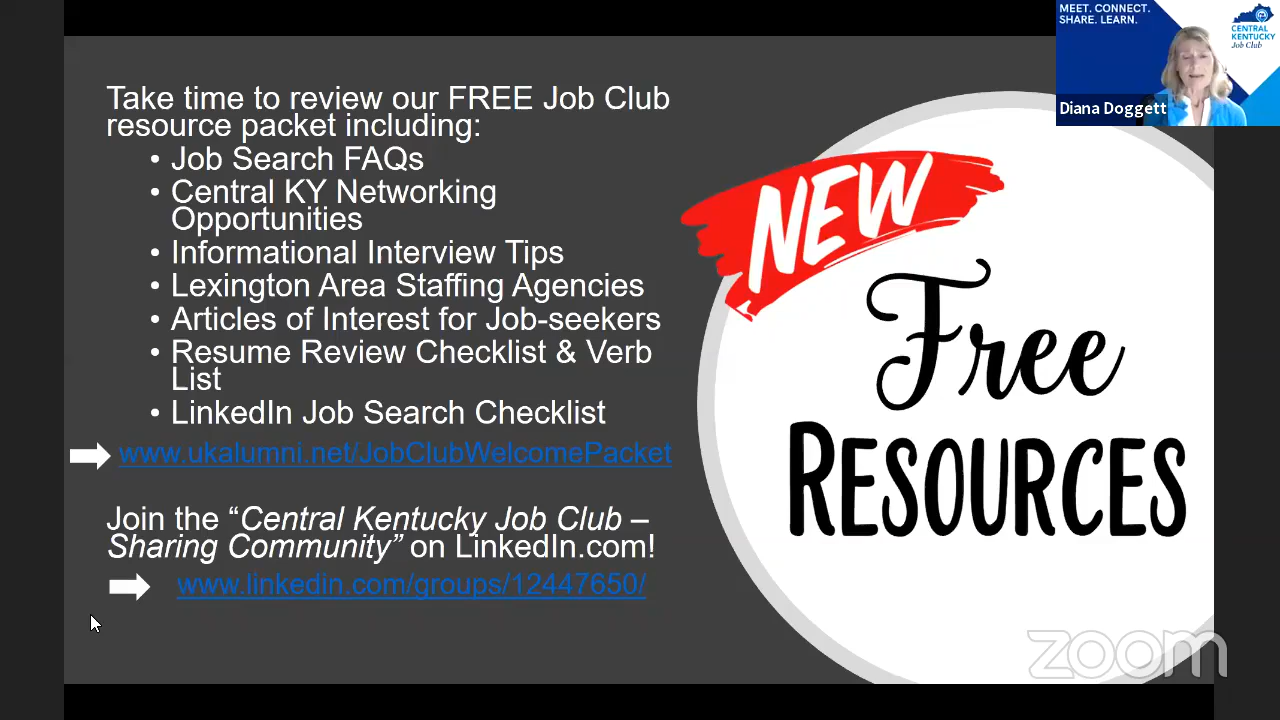 MEET. CONNECT.
SHARE. LEARN.
CENTRAL
KENTUCKY
Job Club
Diana Doggett
Take time to review our FREE Job Club
resource packet including:
• Job Search FAQs
• Central KY Networking
Opportunities
• Informational Interview Tips
• Lexington Area Staffing Agencies
• Articles of Interest for Job-seekers
• Resume Review Checklist & Verb
List
• LinkedIn Job Search Checklist
www.ukalumni.net/JobClubWelcomePacket
Join the “Central Kentucky Job Club –
Sharing Community” on LinkedIn.com!
www.linkedin.com/groups/12447650/
NEW
Free
RESOURCES
zoom